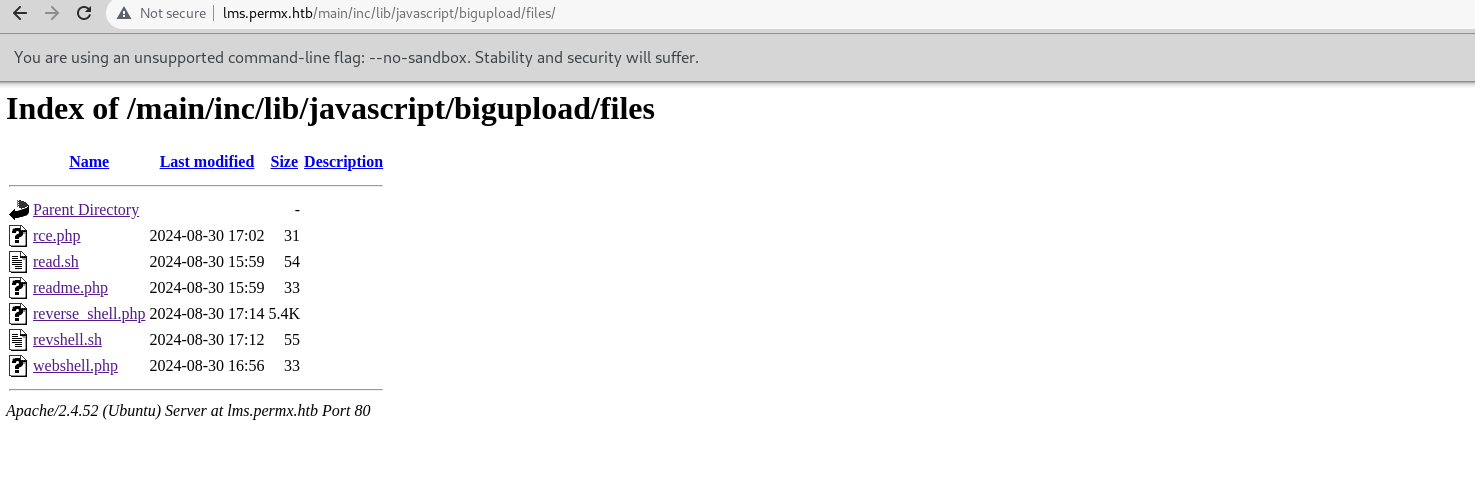 Not secure lms.permx.htb/main/inc/lib/javascript/bigupload/files/
You are using an unsupported command-line flag: --no-sandbox. Stability and security will suffer.
Index of /main/inc/lib/javascript/bigupload/files
Name Last modified Size Description
Parent Directory -
rce.php 2024-08-30 17:02 31
read.sh 2024-08-30 15:59 54
readme.php 2024-08-30 15:59 33
reverse_shell.php 2024-08-30 17:14 5.4K
revshell.sh 2024-08-30 17:12 55
webshell.php 2024-08-30 16:56 33
Apache/2.4.52 (Ubuntu) Server at lms.permx.htb Port 80